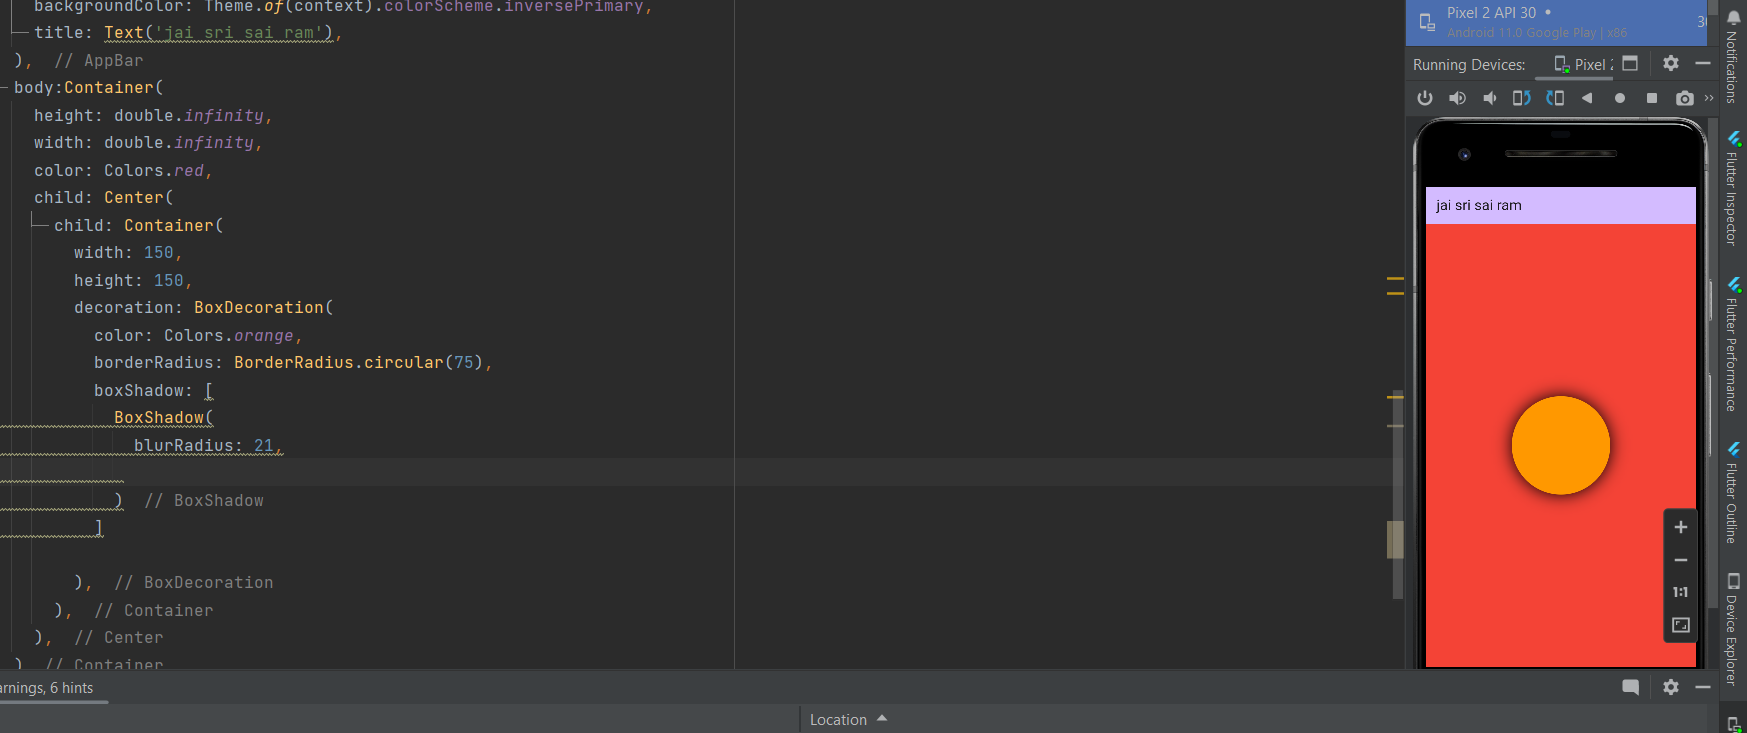 backgroundColor: Theme.of(context).colorScheme.inversePrimary,
title: Text('jai sri sai ram'),
),  // AppBar
body:Container(
height: double.infinity,
width: double.infinity,
color: Colors.red,
child: Center(
child: Container(
width: 150,
height: 150,
decoration: BoxDecoration(
color: Colors.orange,
borderRadius: BorderRadius.circular(75),
boxShadow: [
BoxShadow(
blurRadius: 21,
)  // BoxShadow
]
),  // BoxDecoration
),  // Container
),  // Center
)  // Container
arnings, 6 hints
Location
Pixel 2 API 30 •
Android 11.0 Google Play | x86
30
Running Devices:
Pixel 2
»
jai sri sai ram
+
−
1:1
Notifications
Flutter Inspector
Flutter Performance
Flutter Outline
Device Explorer